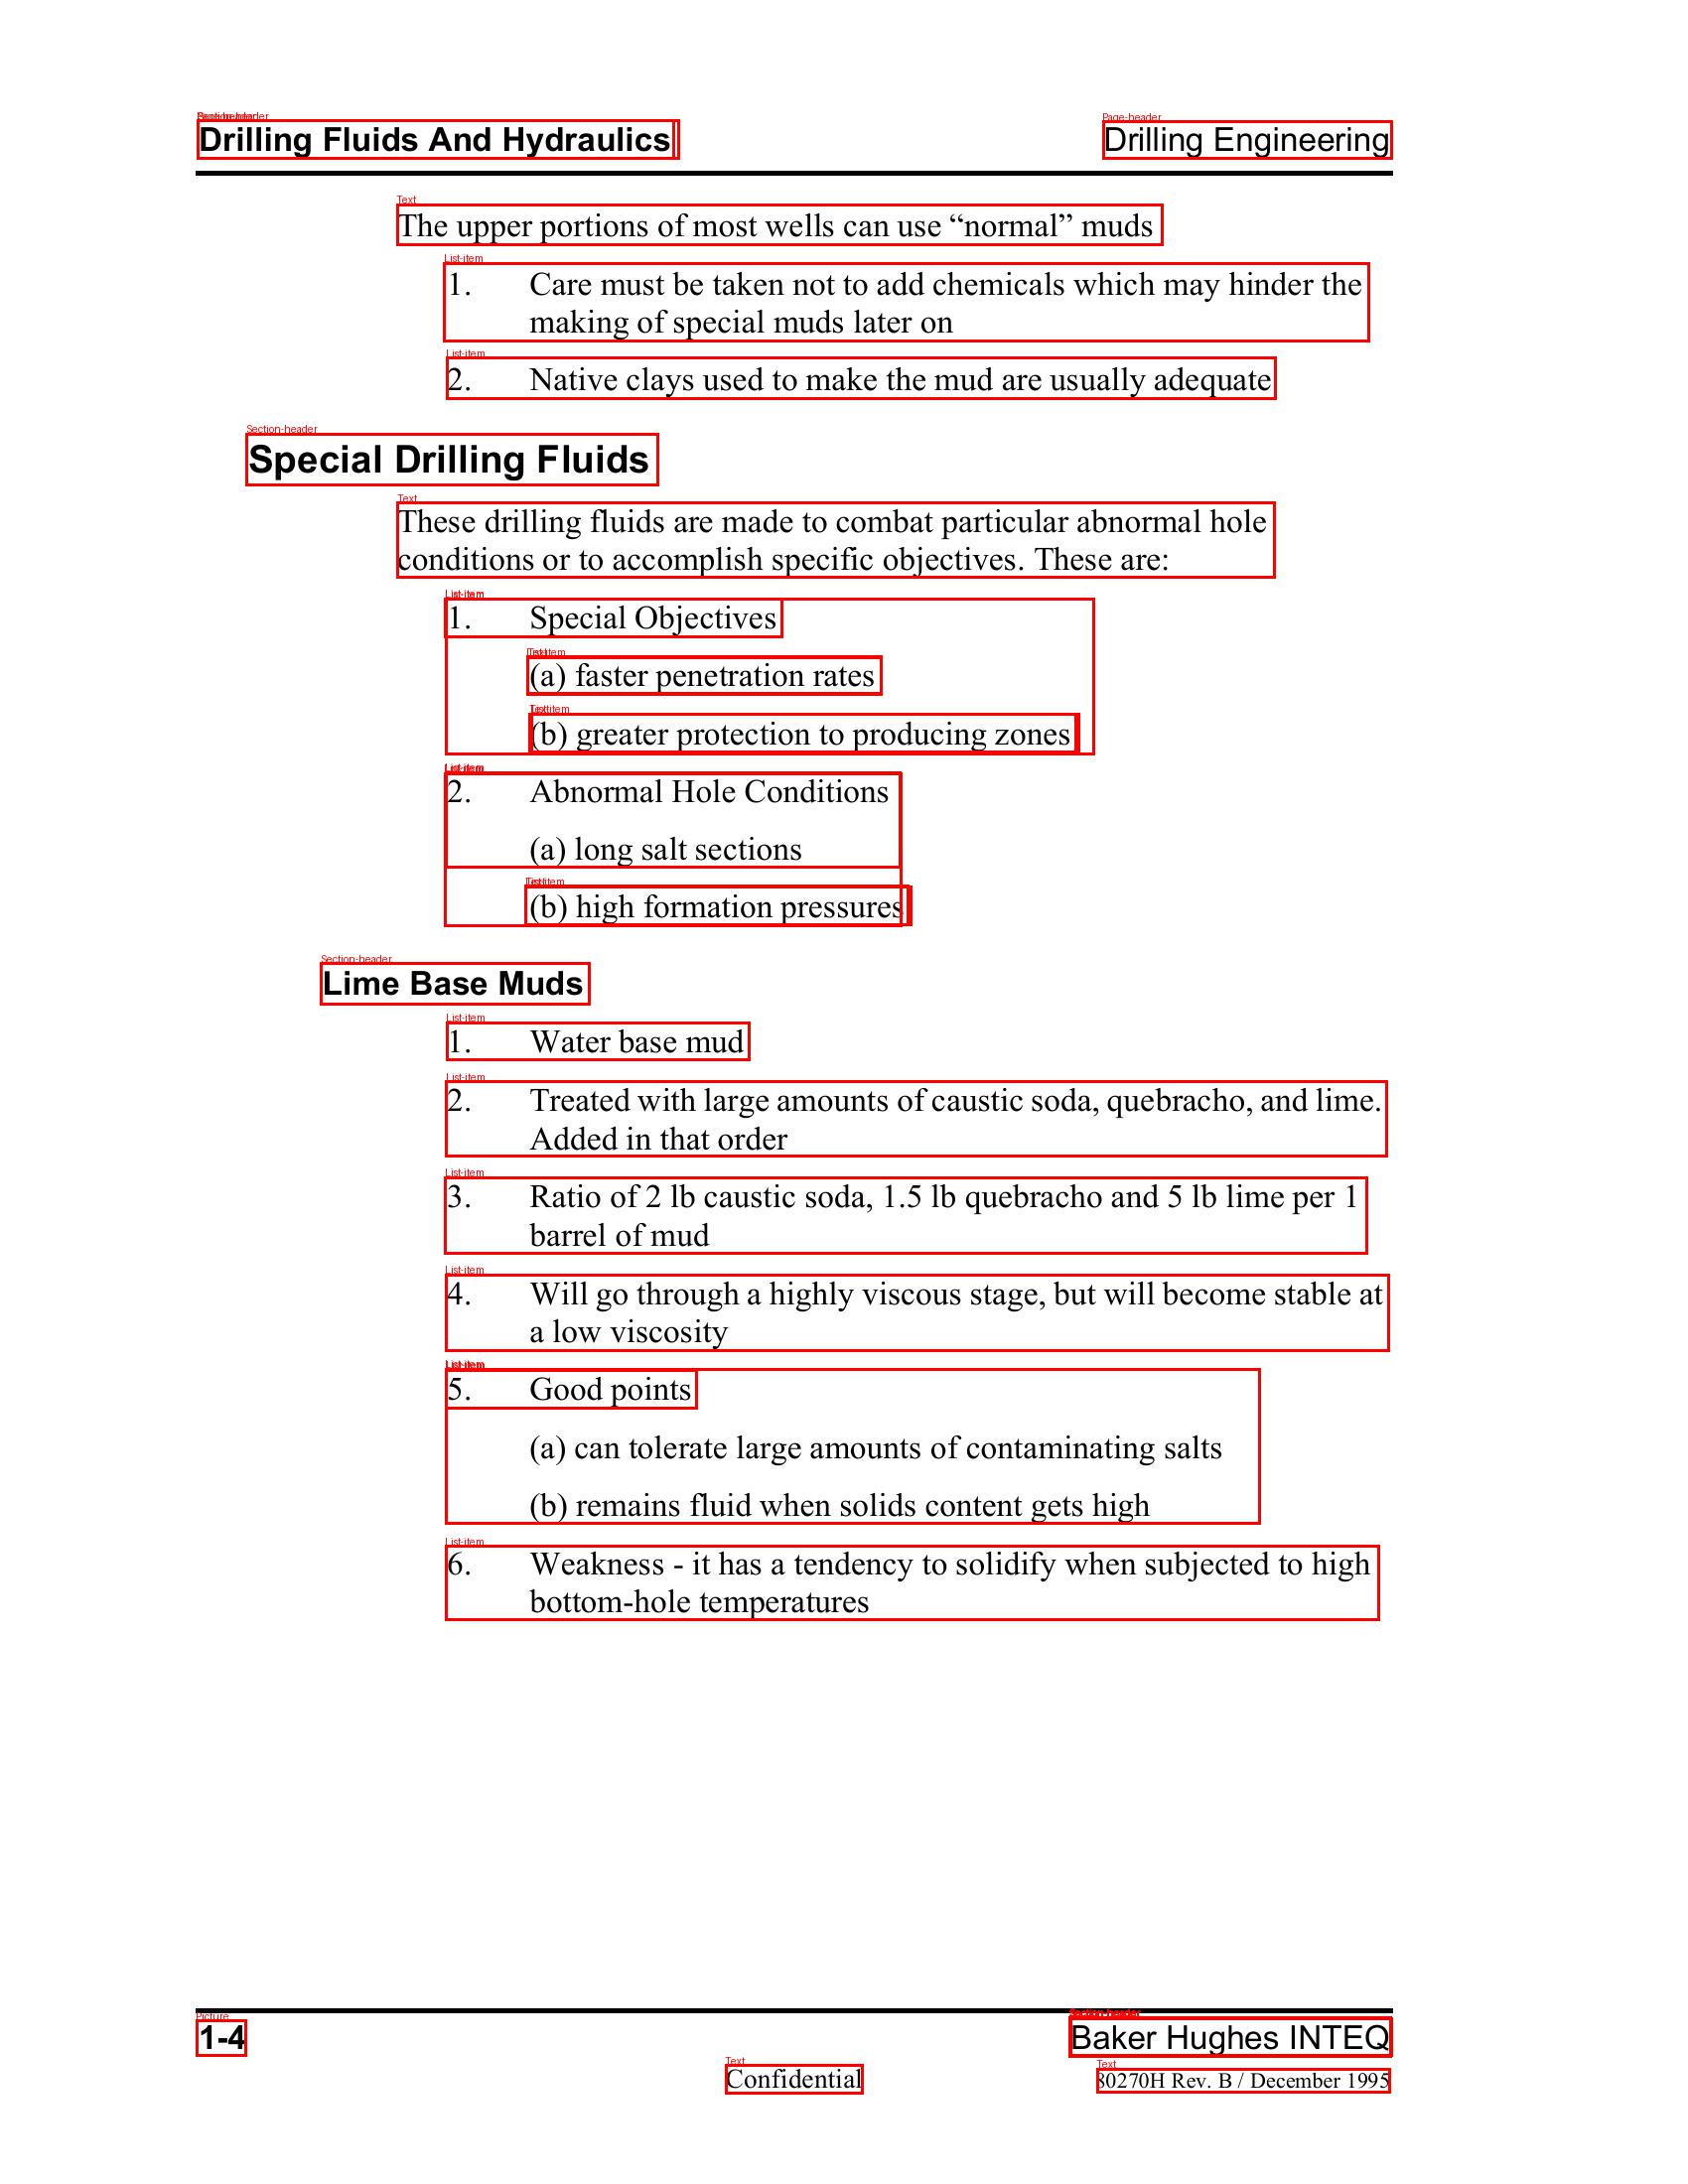 Drilling Fluids And Hydraulics
Drilling Engineering
The upper portions of most wells can use “normal” muds
1. Care must be taken not to add chemicals which may hinder the
making of special muds later on
2. Native clays used to make the mud are usually adequate
Special Drilling Fluids
These drilling fluids are made to combat particular abnormal hole
conditions or to accomplish specific objectives. These are:
1. Special Objectives
(a) faster penetration rates
(b) greater protection to producing zones
2. Abnormal Hole Conditions
(a) long salt sections
(b) high formation pressures
Lime Base Muds
1. Water base mud
2. Treated with large amounts of caustic soda, quebracho, and lime.
Added in that order
3. Ratio of 2 lb caustic soda, 1.5 lb quebracho and 5 lb lime per 1
barrel of mud
4. Will go through a highly viscous stage, but will become stable at
a low viscosity
5. Good points
(a) can tolerate large amounts of contaminating salts
(b) remains fluid when solids content gets high
6. Weakness - it has a tendency to solidify when subjected to high
bottom-hole temperatures
1-4
Baker Hughes INTEQ
Confidential
80270H Rev. B / December 1995